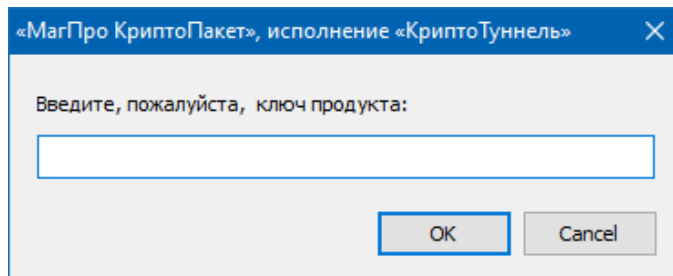 «МагПро КриптоПакет», исполнение «КриптоТуннель»
Введите, пожалуйста, ключ продукта:
OK
Cancel